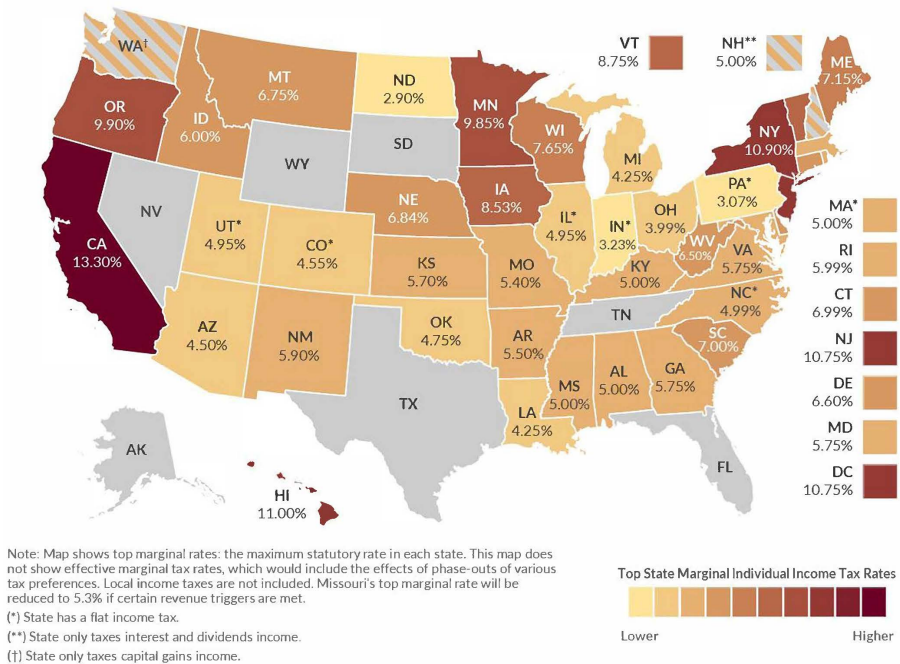 WA†
MT
6.75%
ND
2.90%
MN
9.85%
VT
8.75%
NH**
5.00%
ME
7.15%
OR
9.90%
ID
6.00%
WY
SD
WI
7.65%
MI
4.25%
NY
10.90%
NV
UT*
4.95%
CO*
4.55%
NE
6.84%
IA
8.53%
IL*
4.95%
IN*
3.23%
OH
3.99%
PA*
3.07%
CA
13.30%
KS
5.70%
MO
5.40%
KY
5.00%
WV
6.50%
VA
5.75%
AZ
4.50%
NM
5.90%
OK
4.75%
AR
5.50%
TN
NC*
4.99%
SC
7.00%
TX
LA
4.25%
MS
5.00%
AL
5.00%
GA
5.75%
FL
AK
HI
11.00%
MA*
5.00%
RI
5.99%
CT
6.99%
NJ
10.75%
DE
6.60%
MD
5.75%
DC
10.75%
Note: Map shows top marginal rates: the maximum statutory rate in each state. This map does
not show effective marginal tax rates, which would include the effects of phase-outs of various
tax preferences. Local income taxes are not included. Missouri's top marginal rate will be
reduced to 5.3% if certain revenue triggers are met.
(*) State has a flat income tax.
(**) State only taxes interest and dividends income.
(†) State only taxes capital gains income.
Top State Marginal Individual Income Tax Rates
Lower
Higher